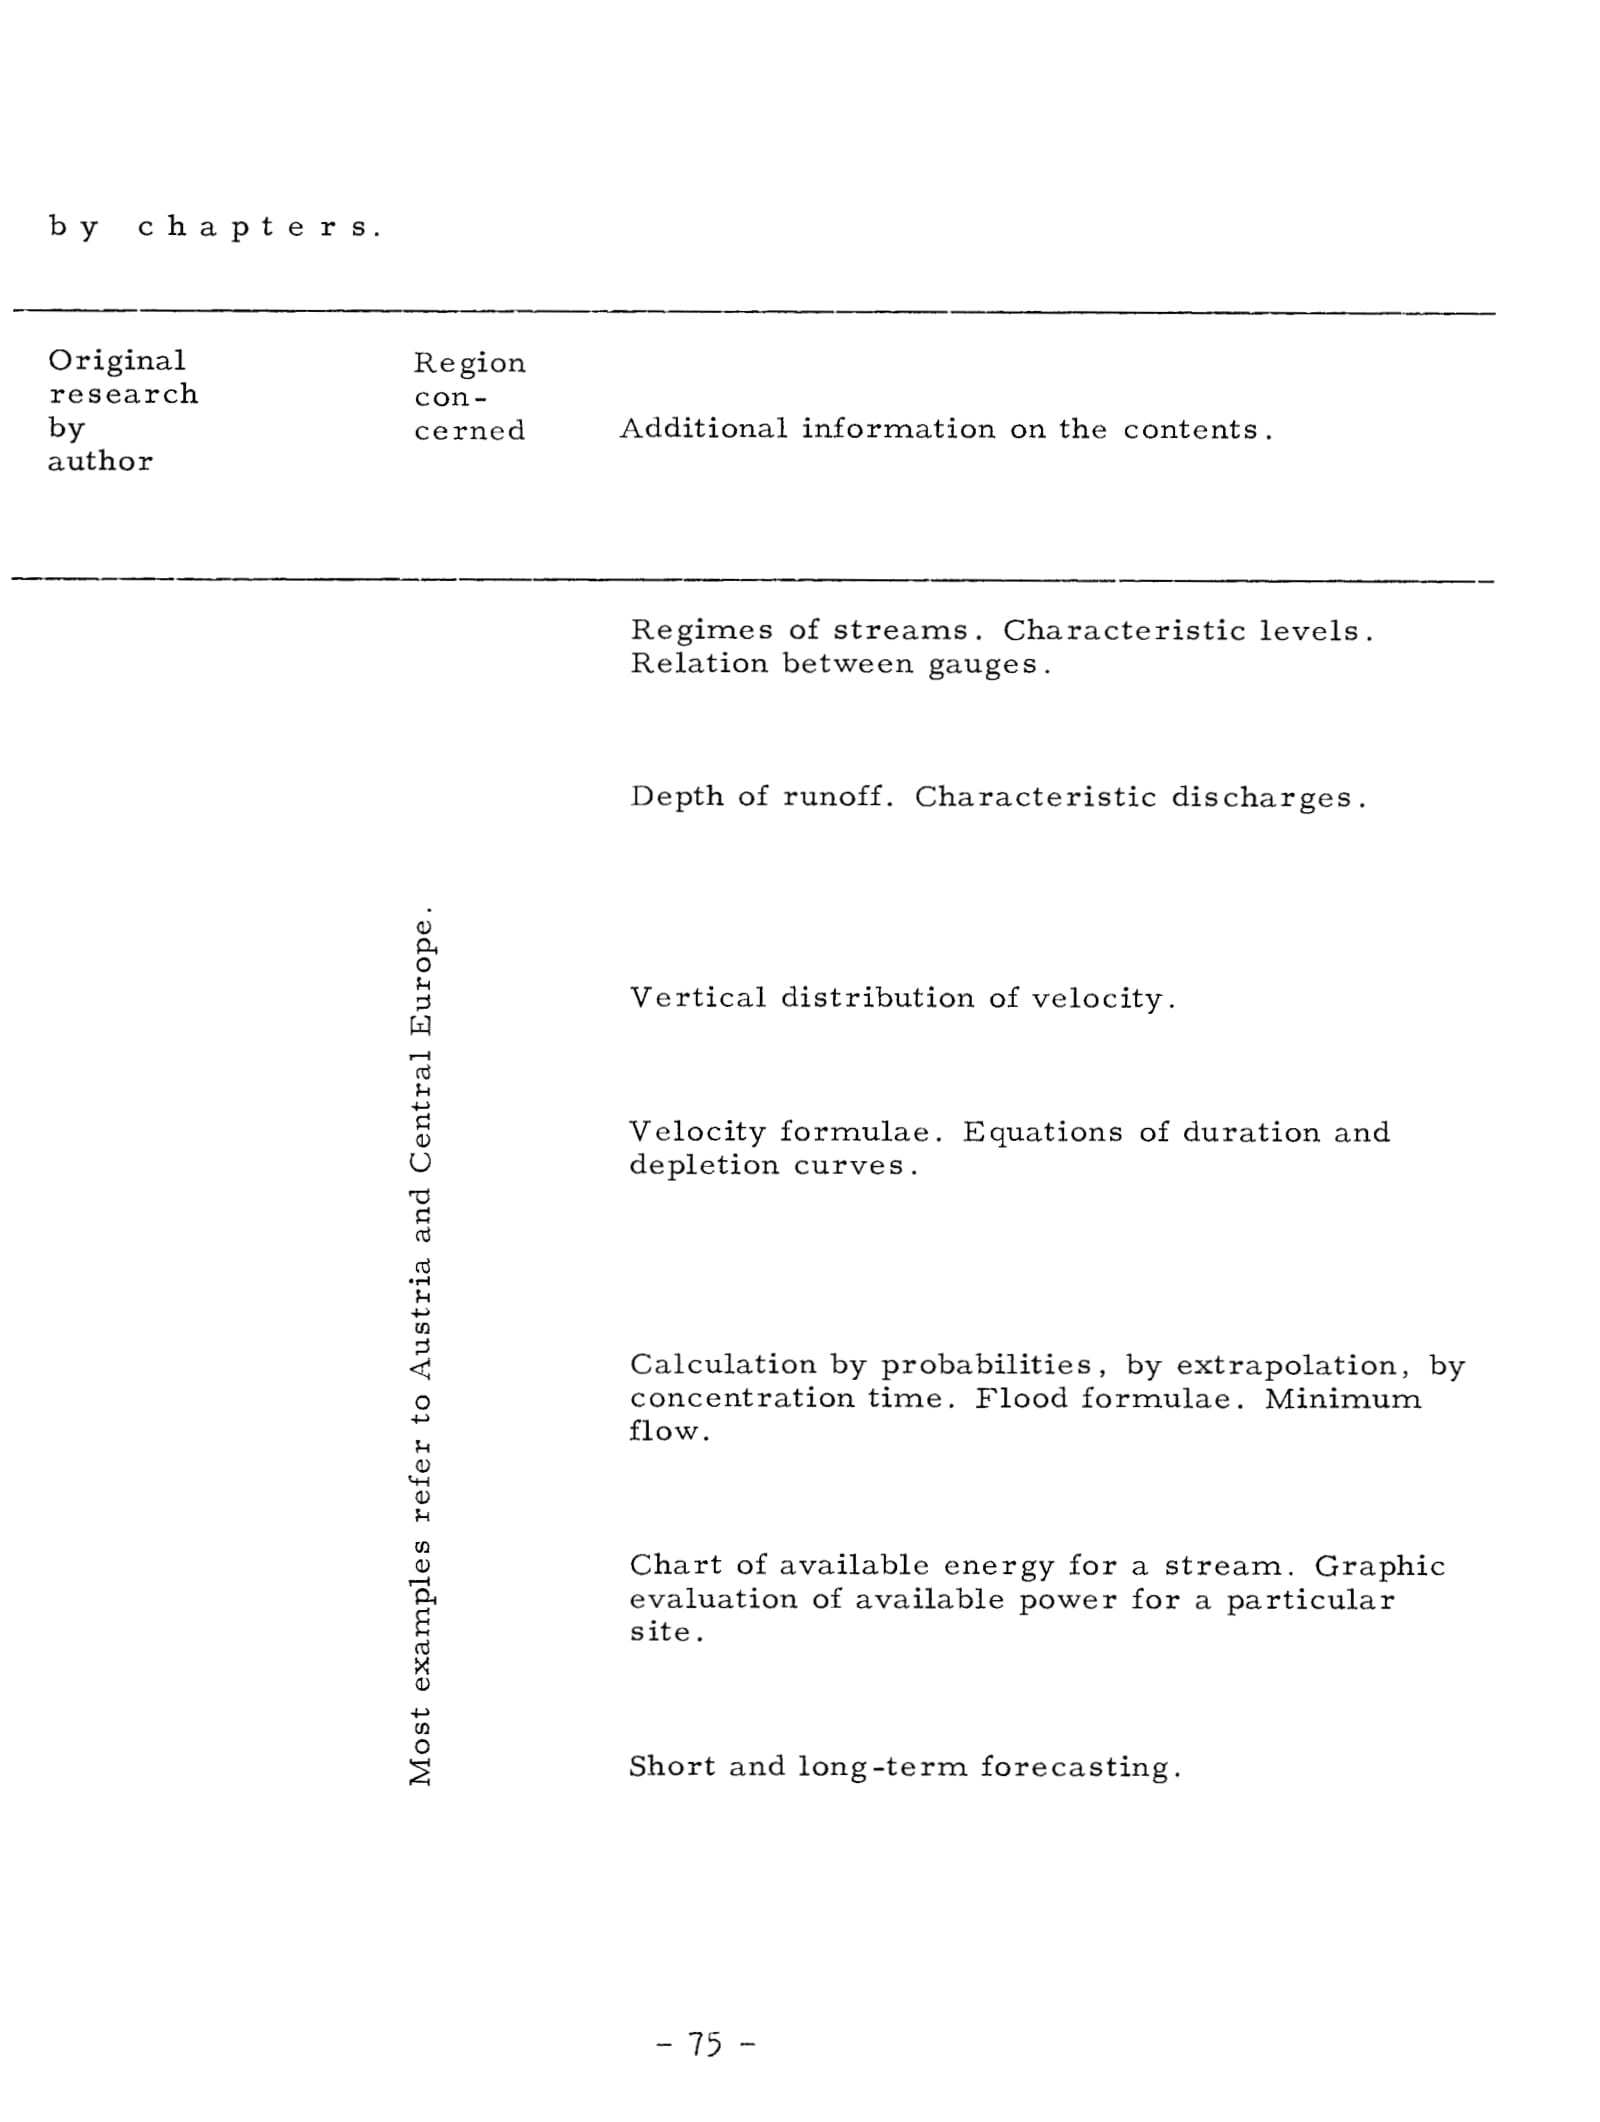 by chapters.
Original
research
by
author
Region
con-
cerned
Additional information on the contents.
Regimes of streams. Characteristic levels.
Relation between gauges.
Depth of runoff. Characteristic discharges.
Most examples refer to Austria and Central Europe.
Vertical distribution of velocity.
Velocity formulae. Equations of duration and
depletion curves.
Calculation by probabilities, by extrapolation, by
concentration time. Flood formulae. Minimum
flow.
Chart of available energy for a stream. Graphic
evaluation of available power for a particular
site.
Short and long-term forecasting.
- 75 -